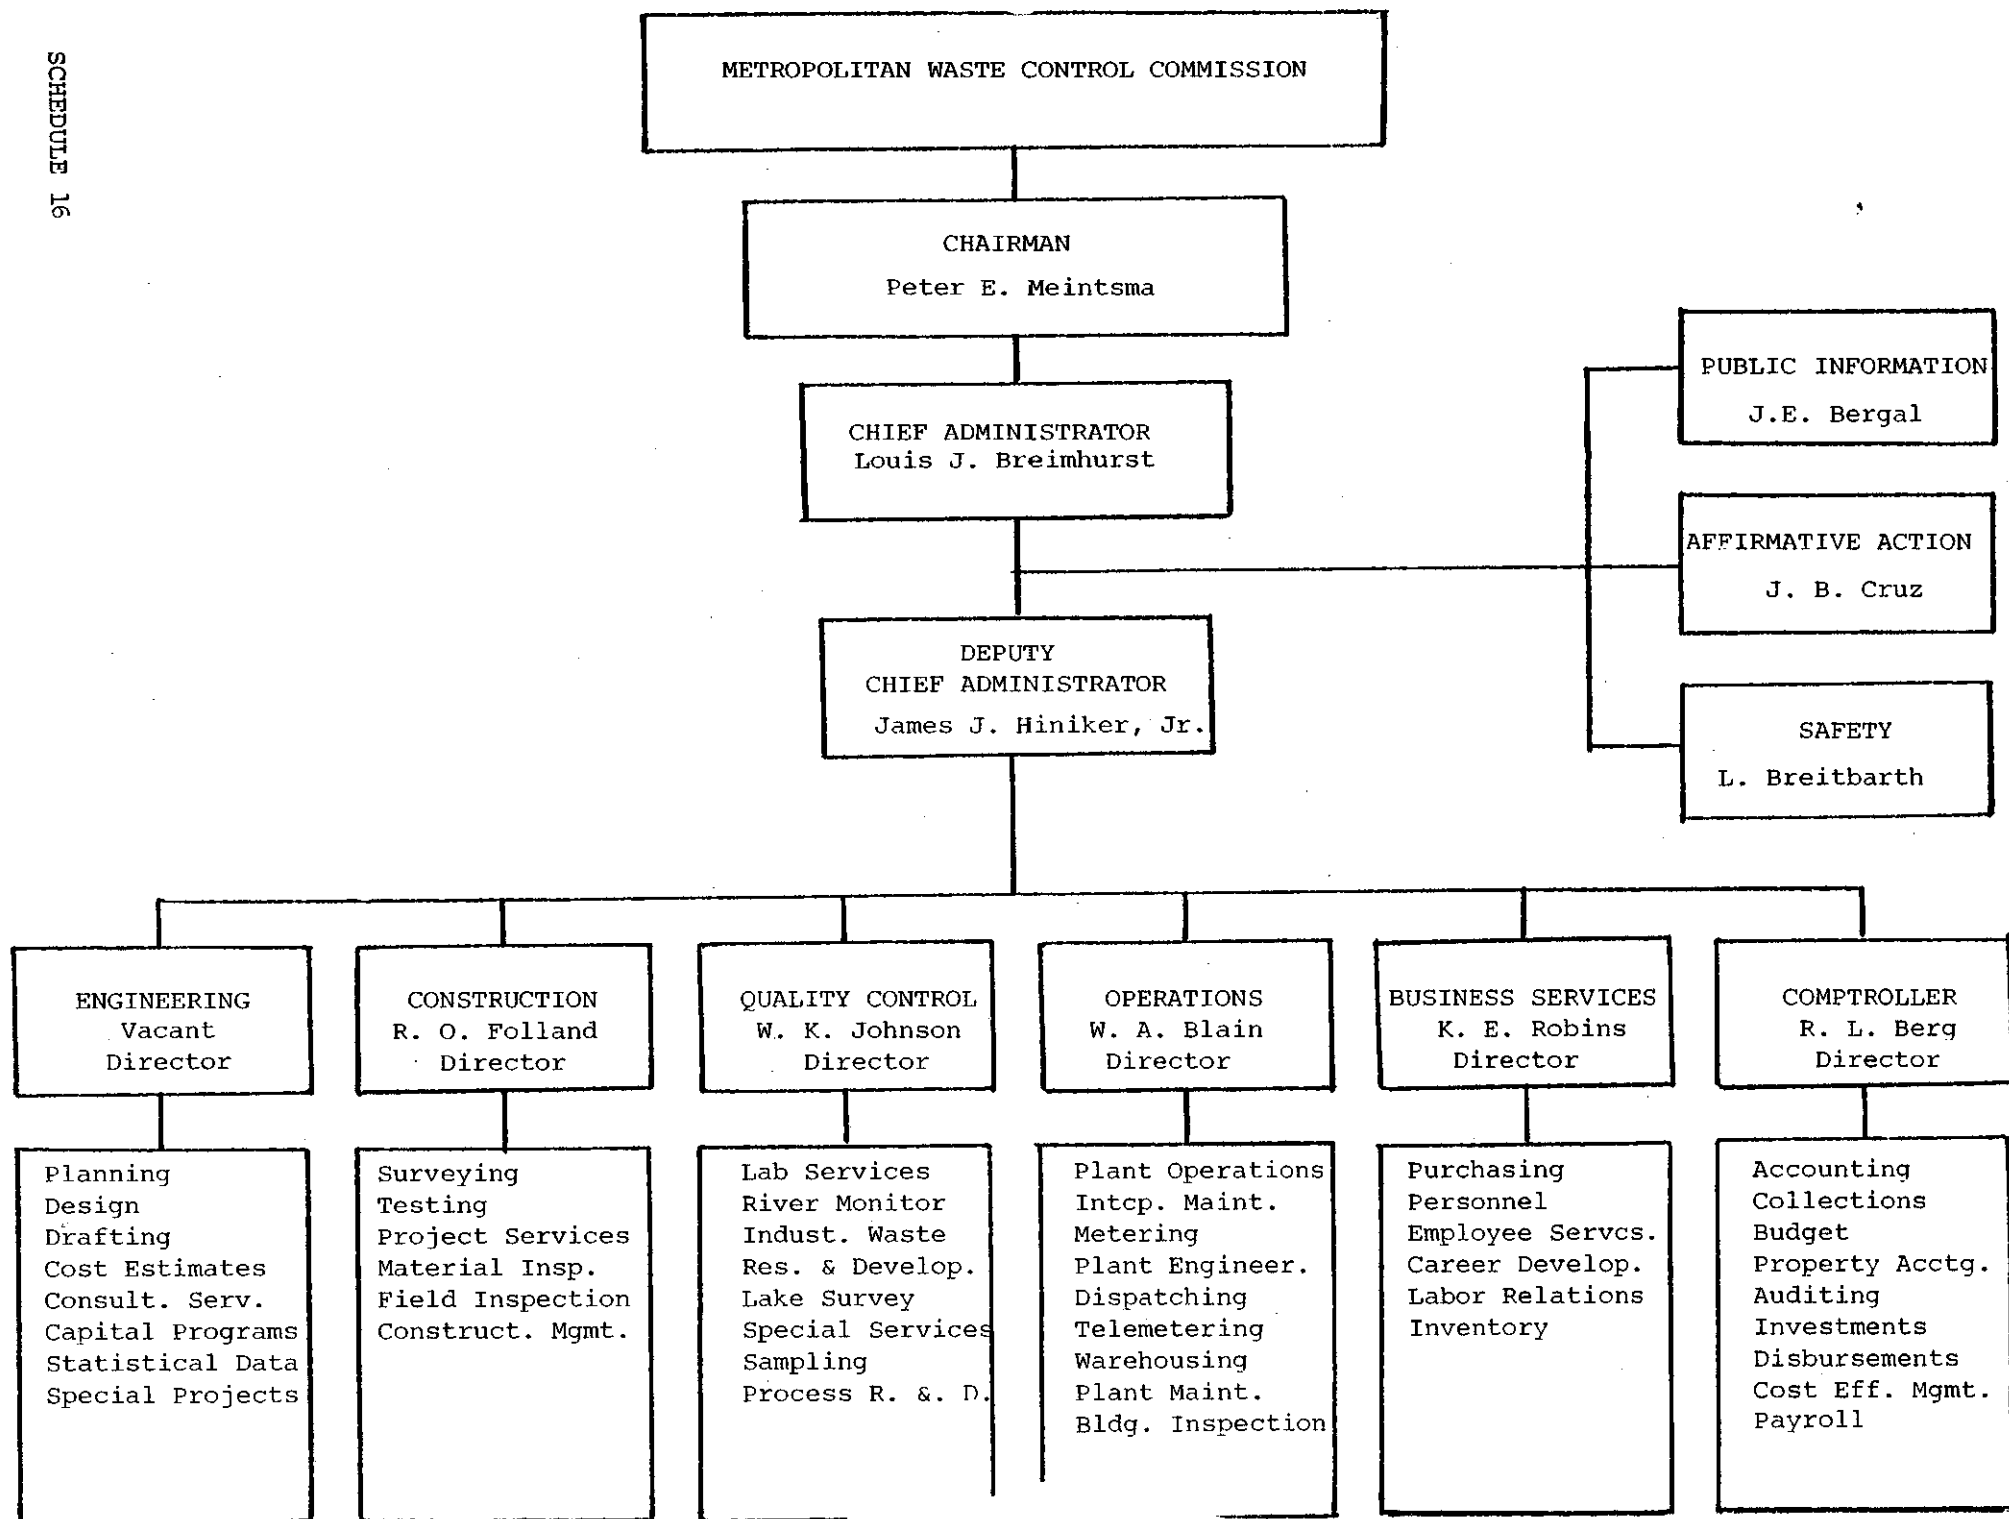 SCHEDULE 16
METROPOLITAN WASTE CONTROL COMMISSION
CHAIRMAN
Peter E. Meintsma
CHIEF ADMINISTRATOR
Louis J. Breimhurst
PUBLIC INFORMATION
J.E. Bergal
AFFIRMATIVE ACTION
J. B. Cruz
SAFETY
L. Breitbarth
DEPUTY
CHIEF ADMINISTRATOR
James J. Hiniker, Jr.
ENGINEERING
Vacant
Director
Planning
Design
Drafting
Cost Estimates
Consult. Serv.
Capital Programs
Statistical Data
Special Projects
CONSTRUCTION
R. O. Folland
Director
Surveying
Testing
Project Services
Material Insp.
Field Inspection
Construct. Mgmt.
QUALITY CONTROL
W. K. Johnson
Director
Lab Services
River Monitor
Indust. Waste
Res. & Develop.
Lake Survey
Special Services
Sampling
Process R. &. D.
OPERATIONS
W. A. Blain
Director
Plant Operations
Intcp. Maint.
Metering
Plant Engineer.
Dispatching
Telemetering
Warehousing
Plant Maint.
Bldg. Inspection
BUSINESS SERVICES
K. E. Robins
Director
Purchasing
Personnel
Employee Servcs.
Career Develop.
Labor Relations
Inventory
COMPTROLLER
R. L. Berg
Director
Accounting
Collections
Budget
Property Acctg.
Auditing
Investments
Disbursements
Cost Eff. Mgmt.
Payroll